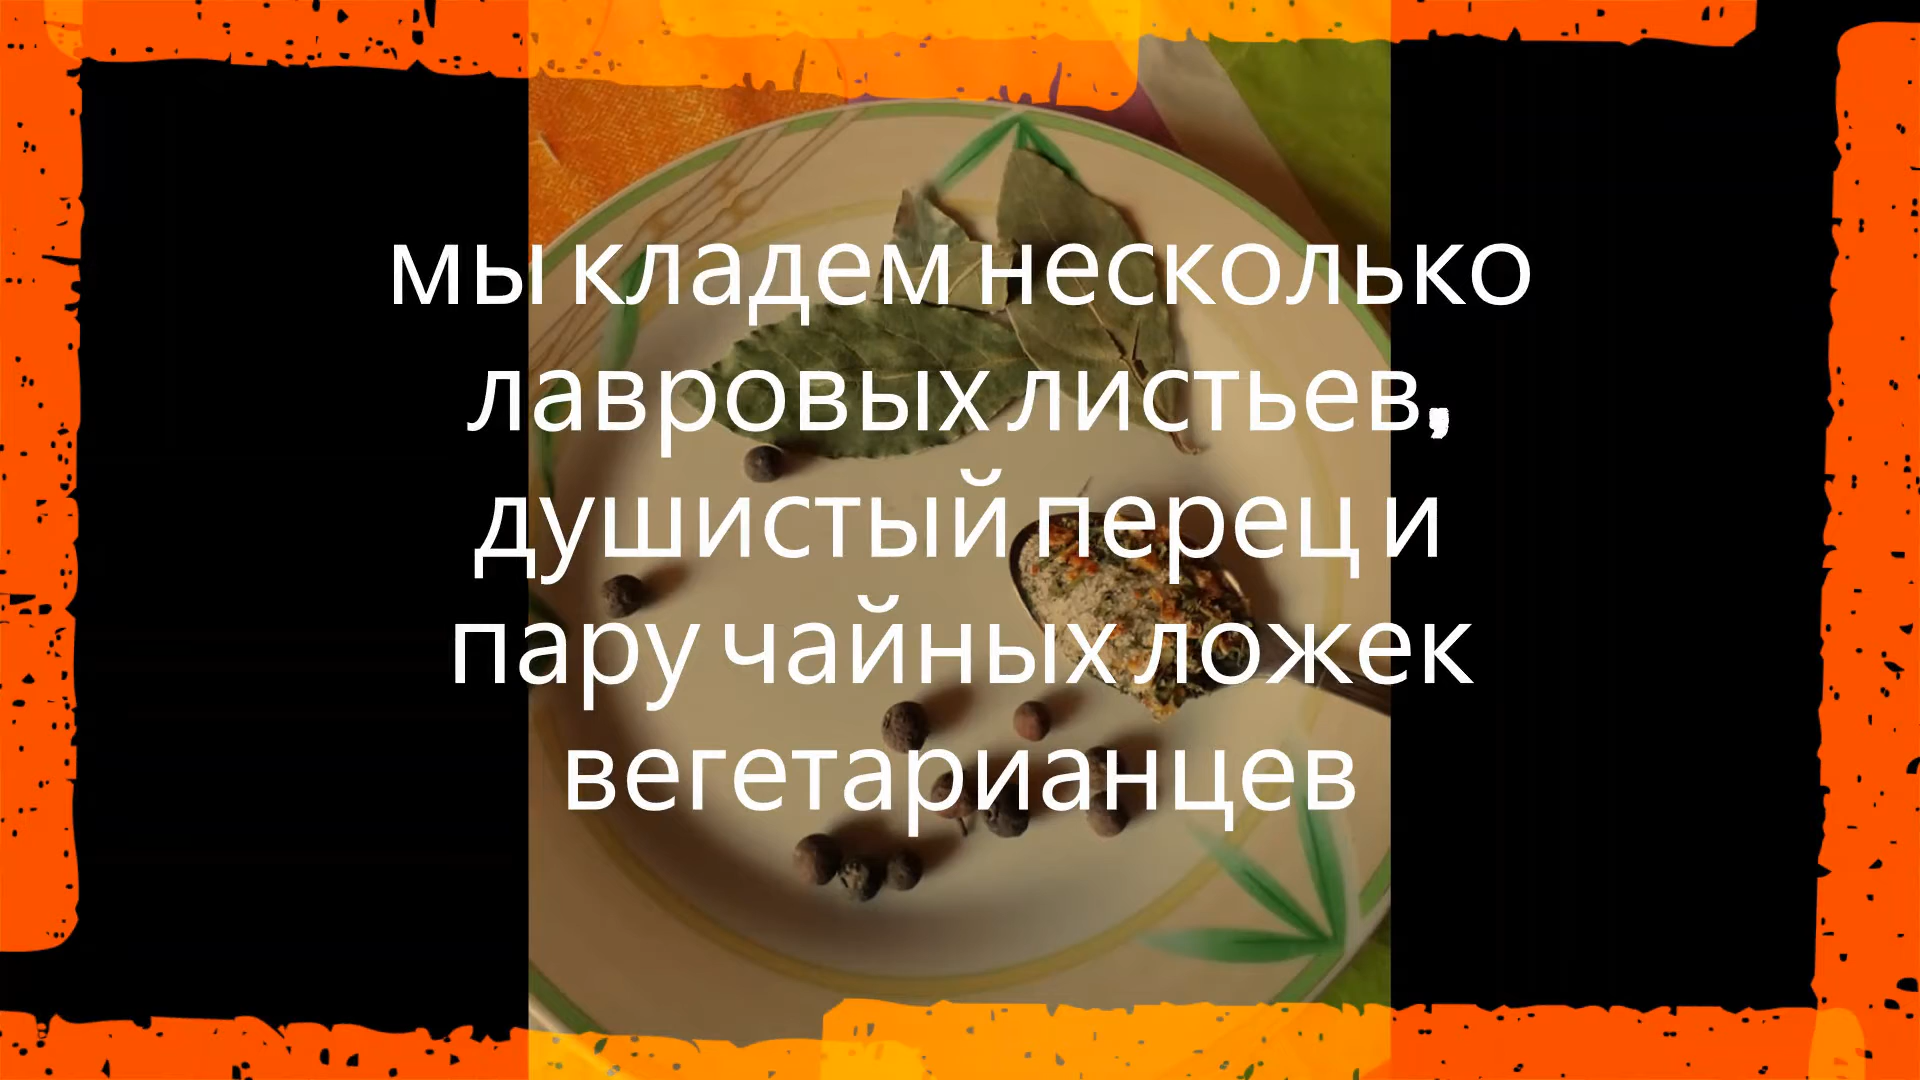 мы кладем несколько
лавровых листьев,
душистый перец и
пару чайных ложек
вегетарианцев